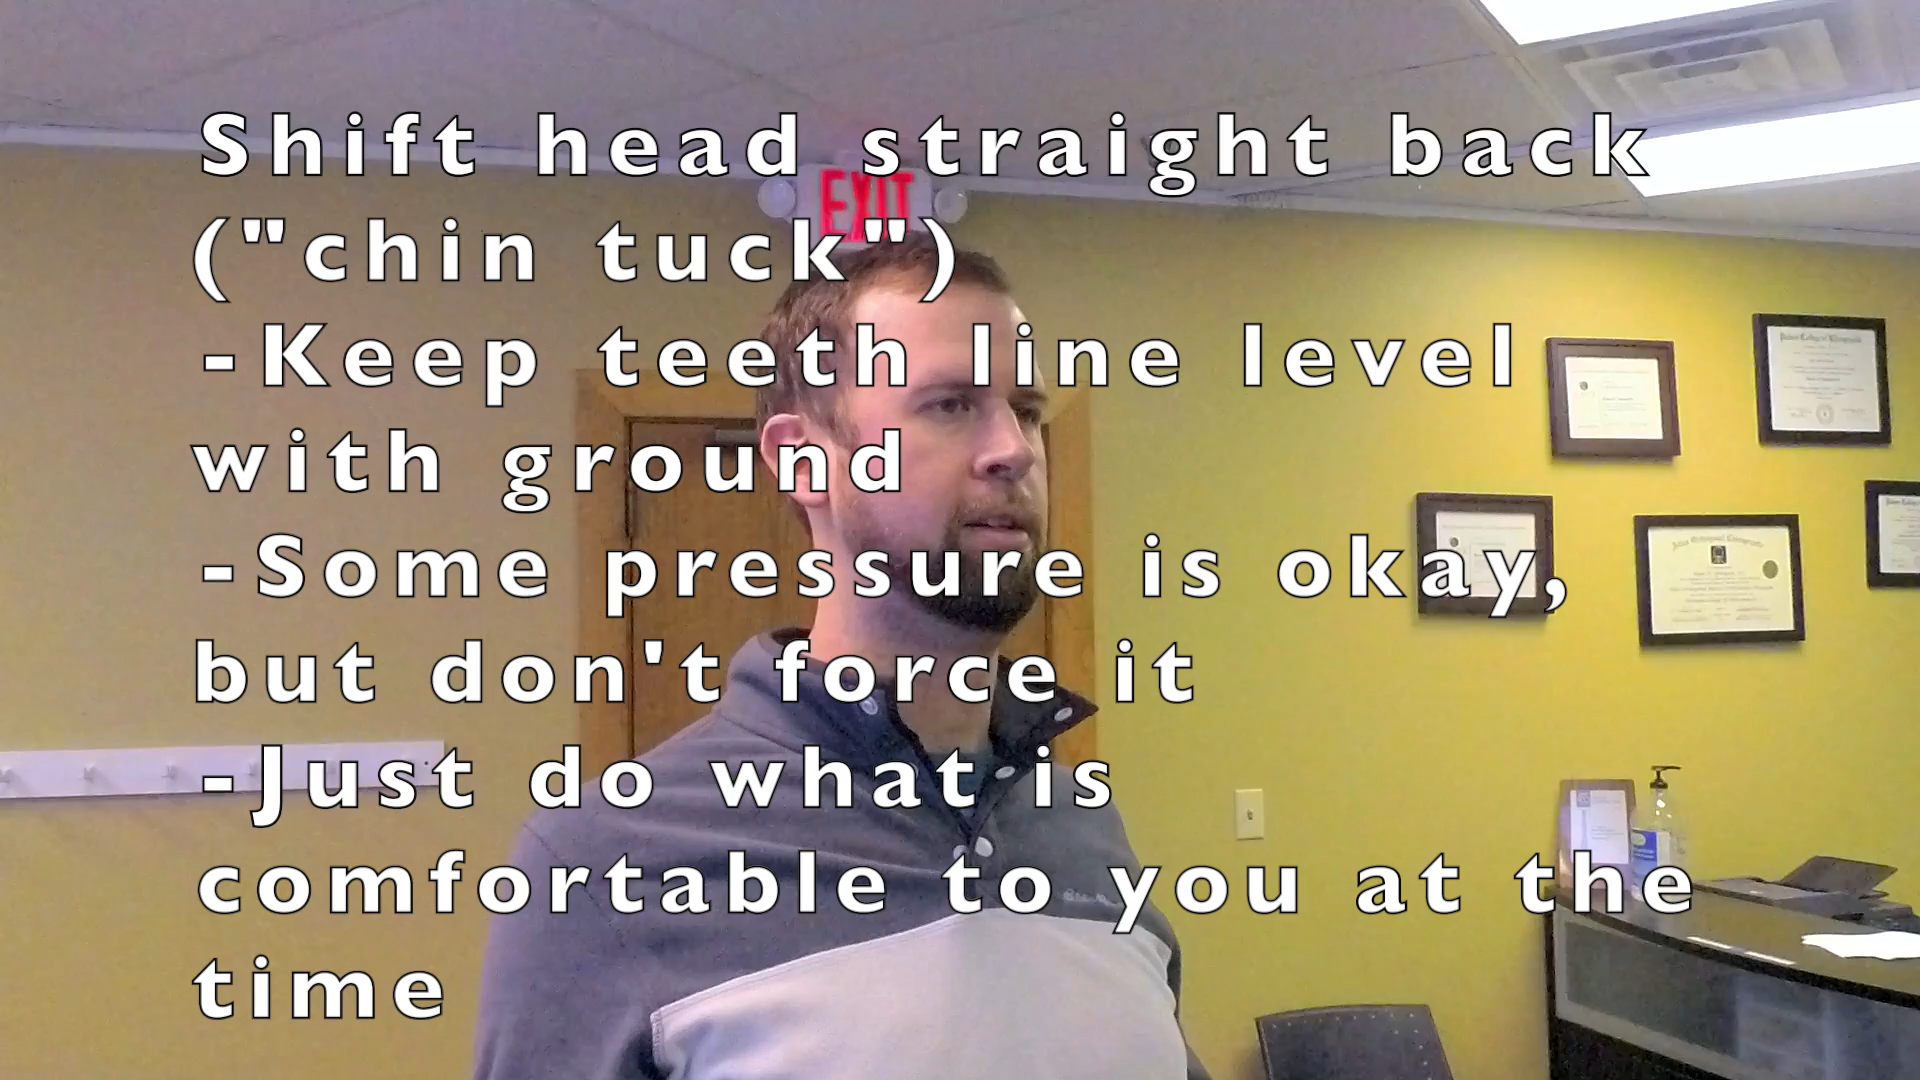 Shift head straight back
("chin tuck")
-Keep teeth line level
with ground
-Some pressure is okay,
but don't force it
-Just do what is
comfortable to you at the
time
EXIT